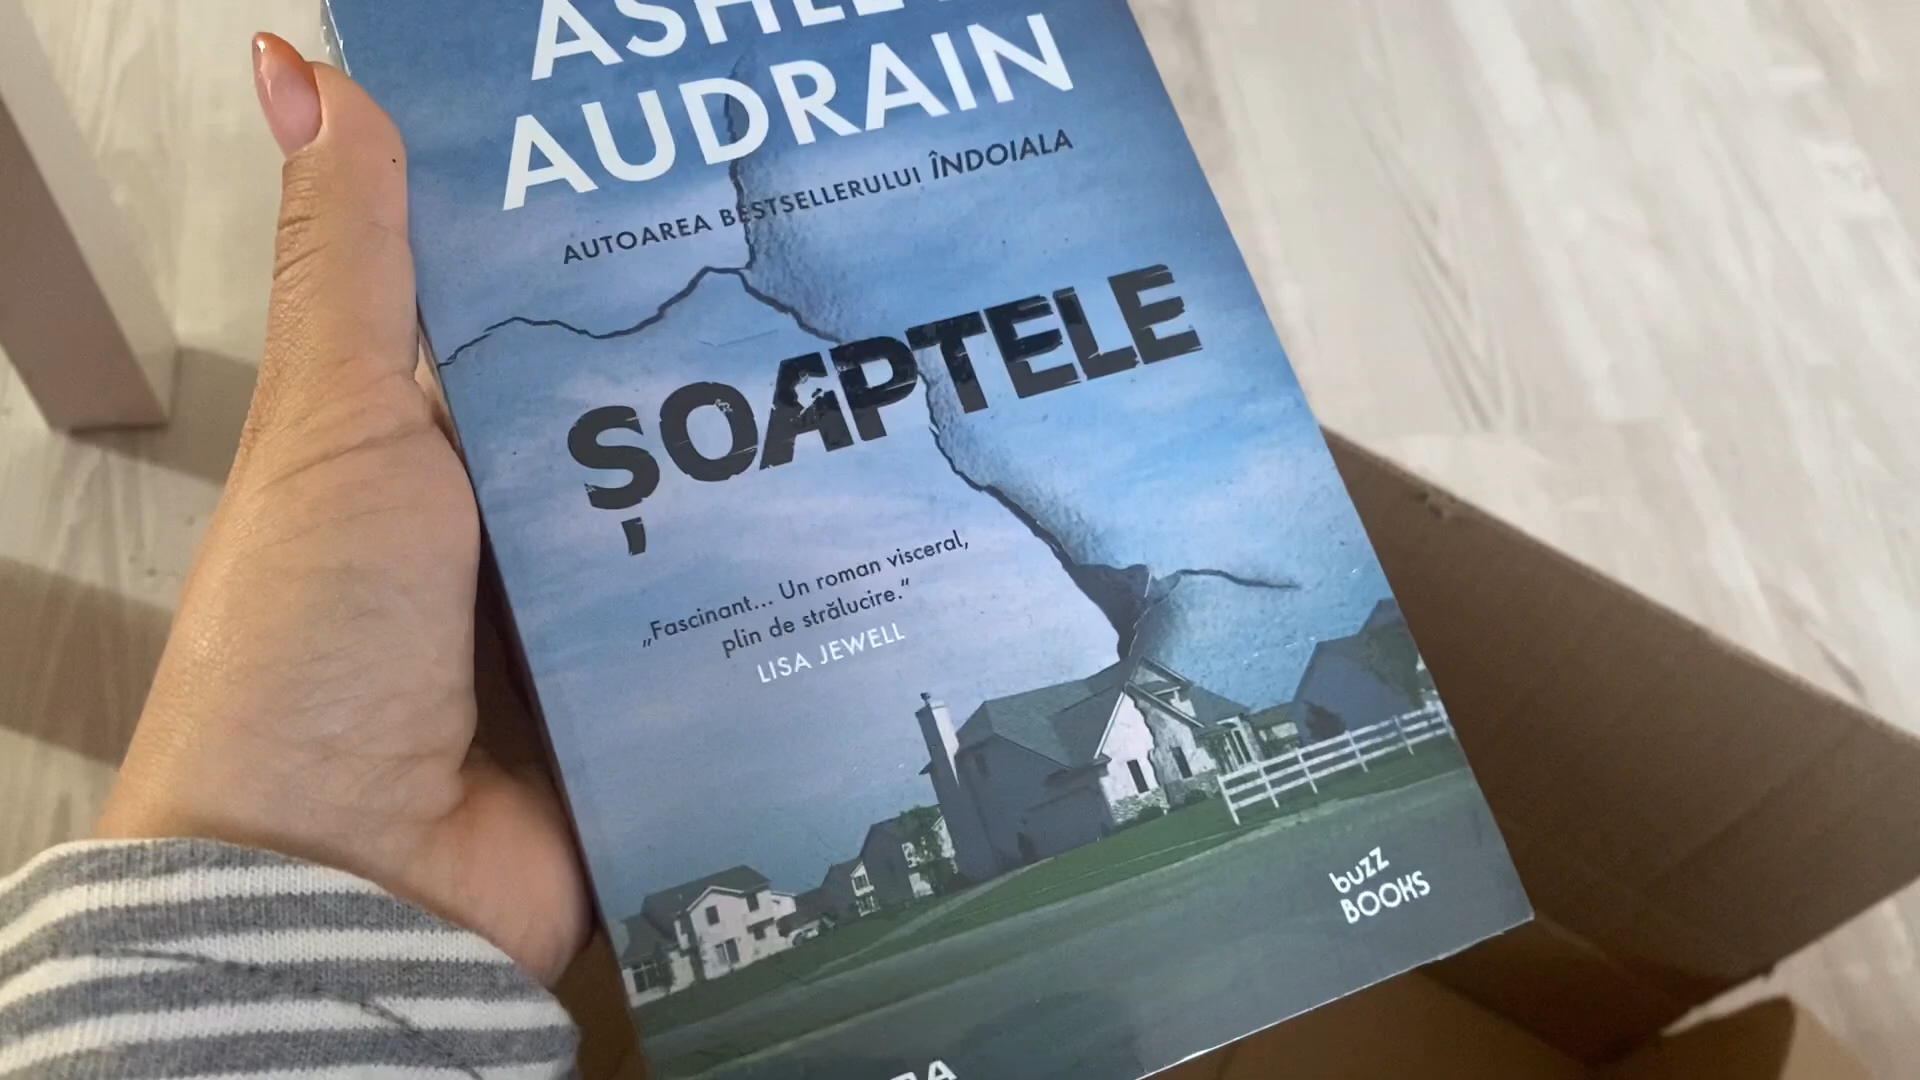 AUDRAIN
AUTOAREA BESTSELLERULUI ÎNDOIALA
ȘOAPTELE
„Fascinant... Un roman visceral,
plin de strălucire.”
LISA JEWELL
buzz
BOOKS